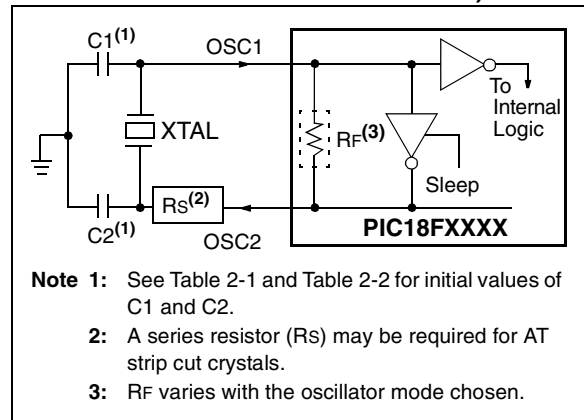 C1(1)
OSC1
To
Internal
Logic
XTAL
RF(3)
Sleep
RS(2)
C2(1)
OSC2
PIC18FXXXX
Note 1: See Table 2-1 and Table 2-2 for initial values of
C1 and C2.
2: A series resistor (RS) may be required for AT
strip cut crystals.
3: RF varies with the oscillator mode chosen.